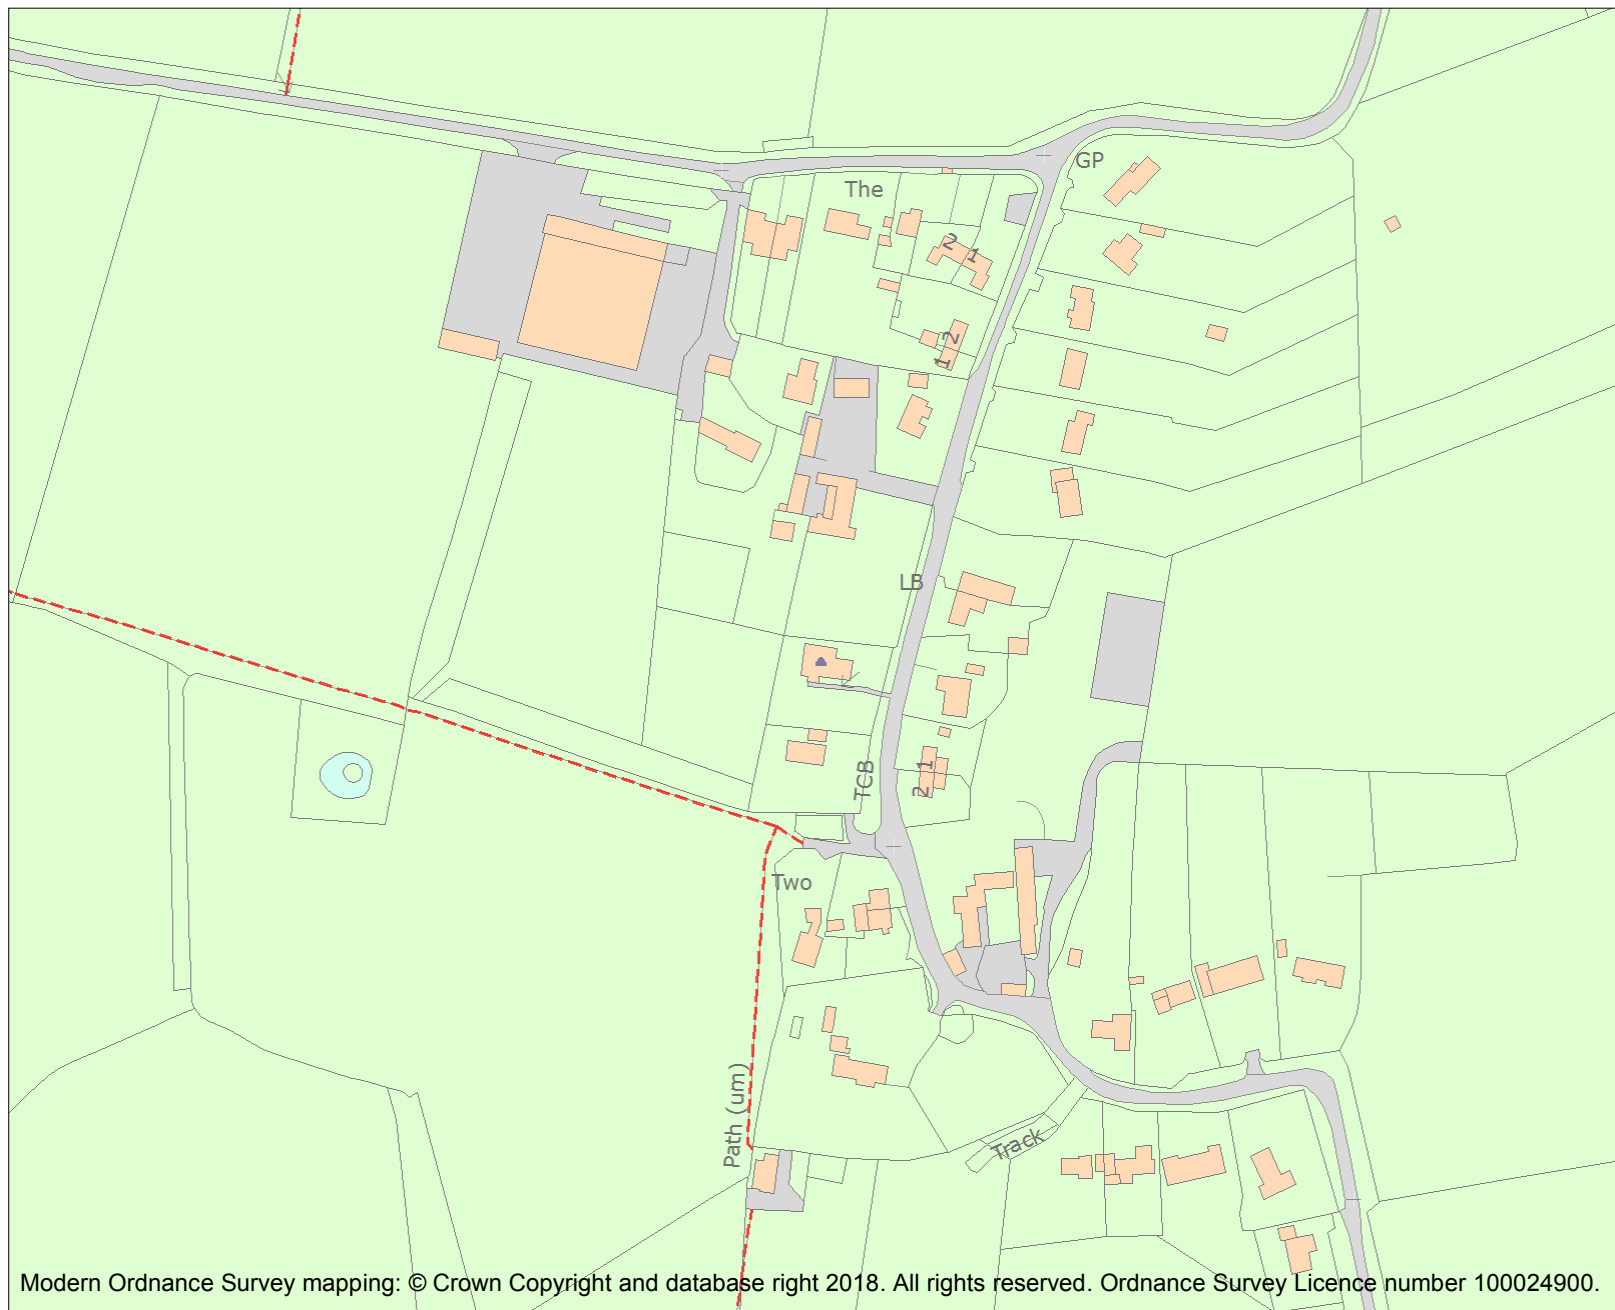 GP
The
2
1
2
1
LB
TCB
1
2
Two
Path (um)
Track
Modern Ordnance Survey mapping: © Crown Copyright and database right 2018. All rights reserved. Ordnance Survey Licence number 100024900.